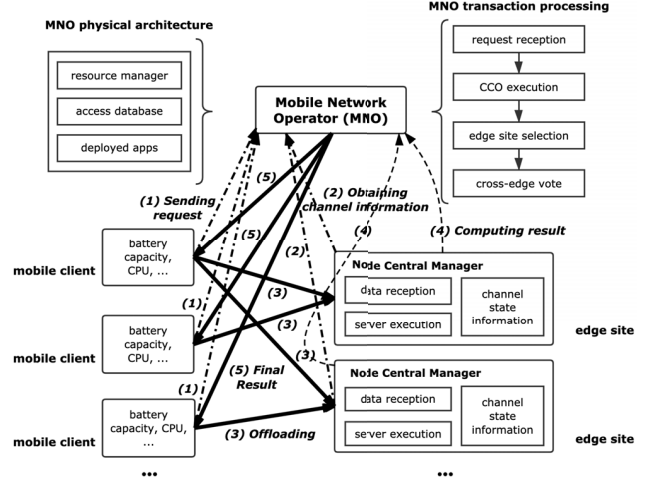 MNO physical architecture
resource manager
access database
deployed apps
Mobile Network
Operator (MNO)
MNO transaction processing
request reception
CCO execution
edge site selection
cross-edge vote
(1) Sending
request
(5)
(2) Obtaining
channel information
(5)
(2)
(4)
(4) Computing result
mobile client
battery
capacity,
CPU, ...
(3)
Node Central Manager
data reception
server execution
channel
state
information
edge site
(1)
(3)
mobile client
battery
capacity,
CPU, ...
(3)
(5) Final
Result
(1)
Node Central Manager
data reception
server execution
channel
state
information
edge site
mobile client
battery
capacity, CPU,
...
(3) Offloading
...
...